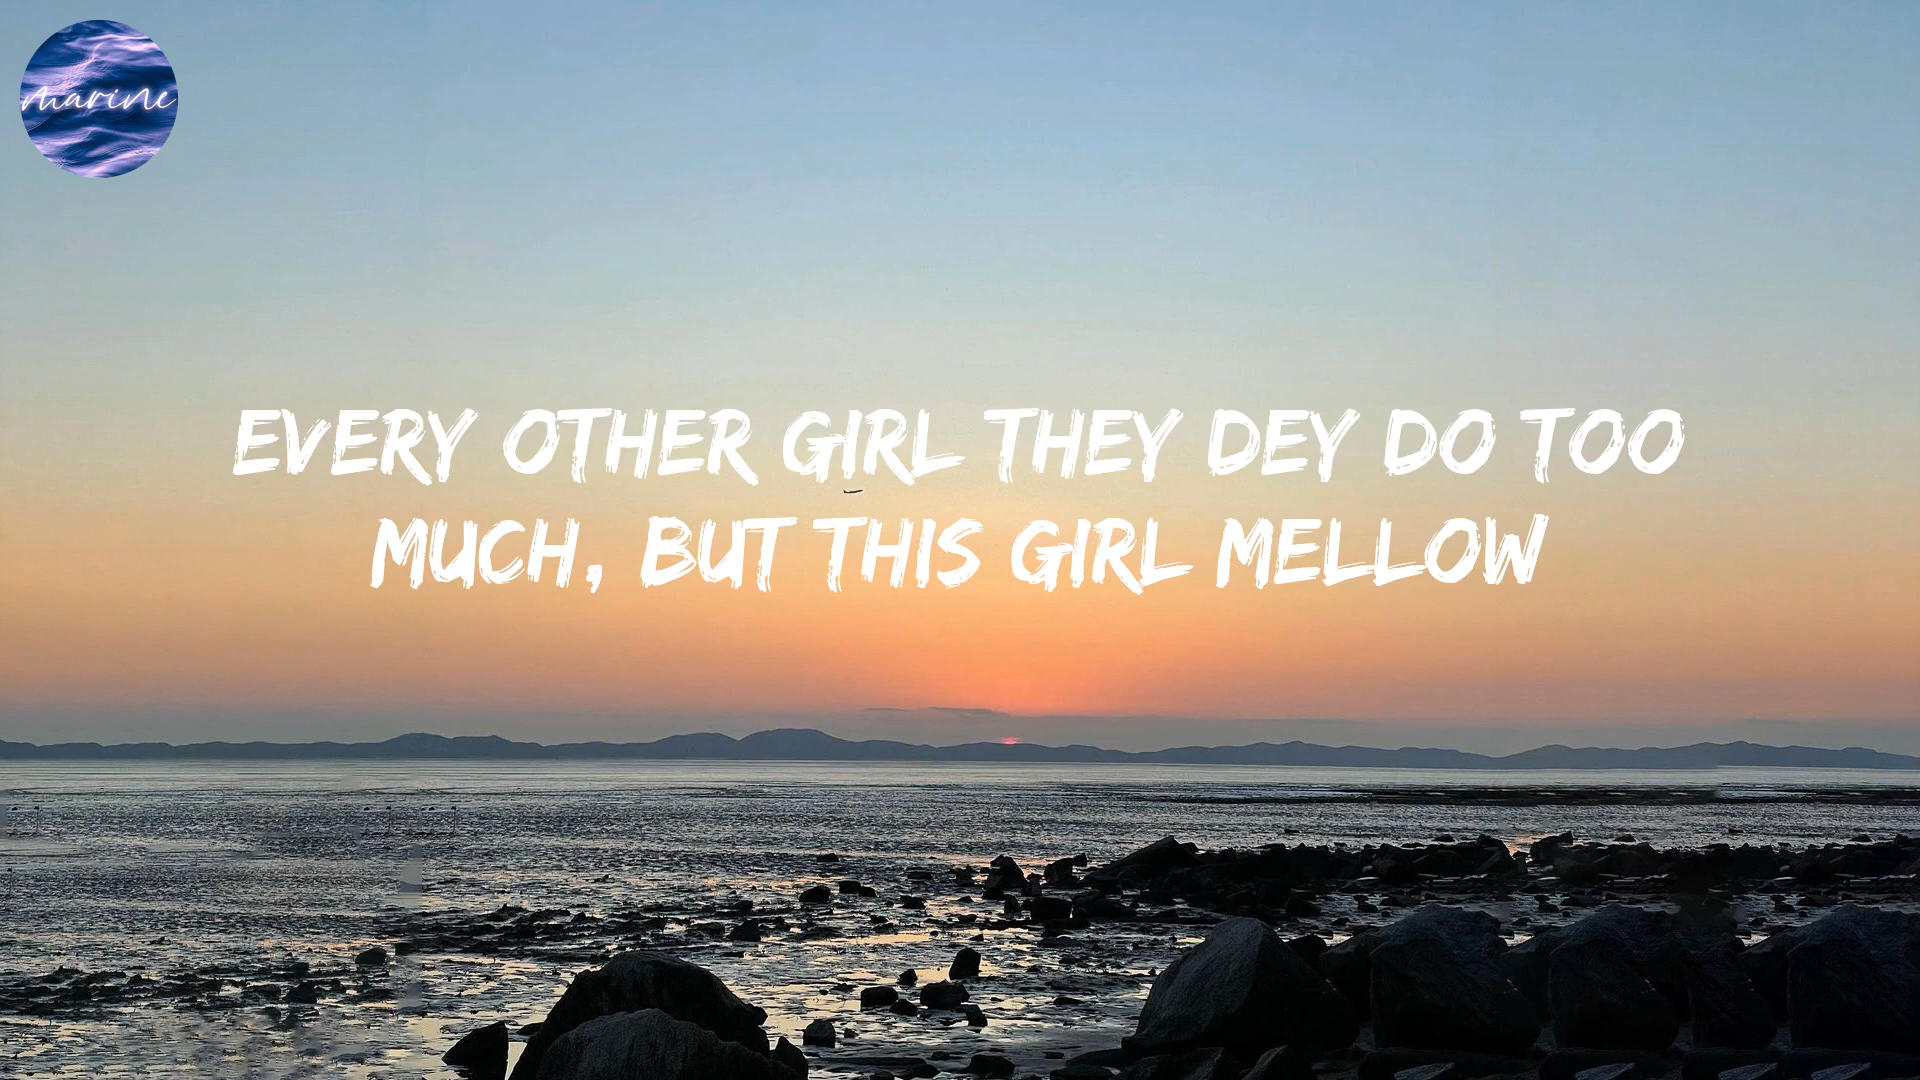 marine
EVERY OTHER GIRL THEY DEY DO TOO
MUCH, BUT THIS GIRL MELLOW